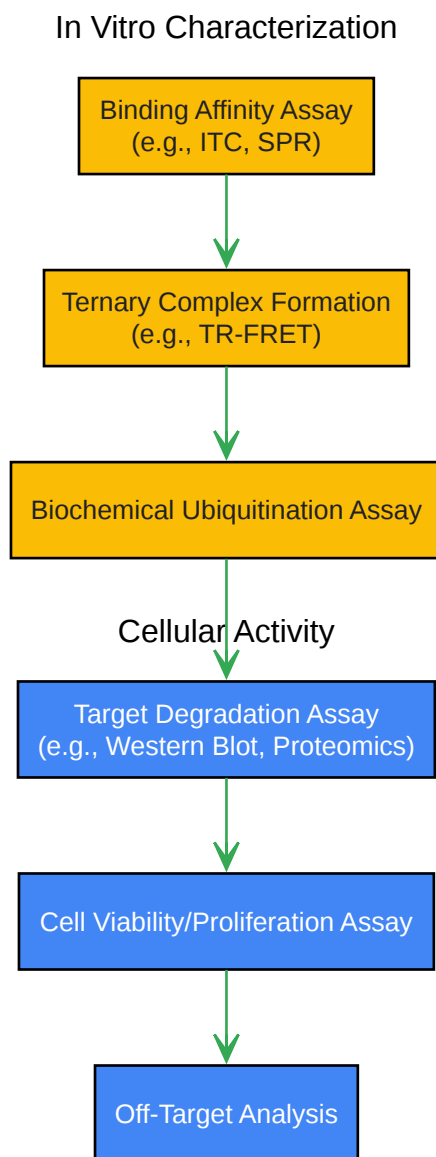 In Vitro Characterization
Binding Affinity Assay
(e.g., ITC, SPR)
Ternary Complex Formation
(e.g., TR-FRET)
Biochemical Ubiquitination Assay
Cellular Activity
Target Degradation Assay
(e.g., Western Blot, Proteomics)
Cell Viability/Proliferation Assay
Off-Target Analysis